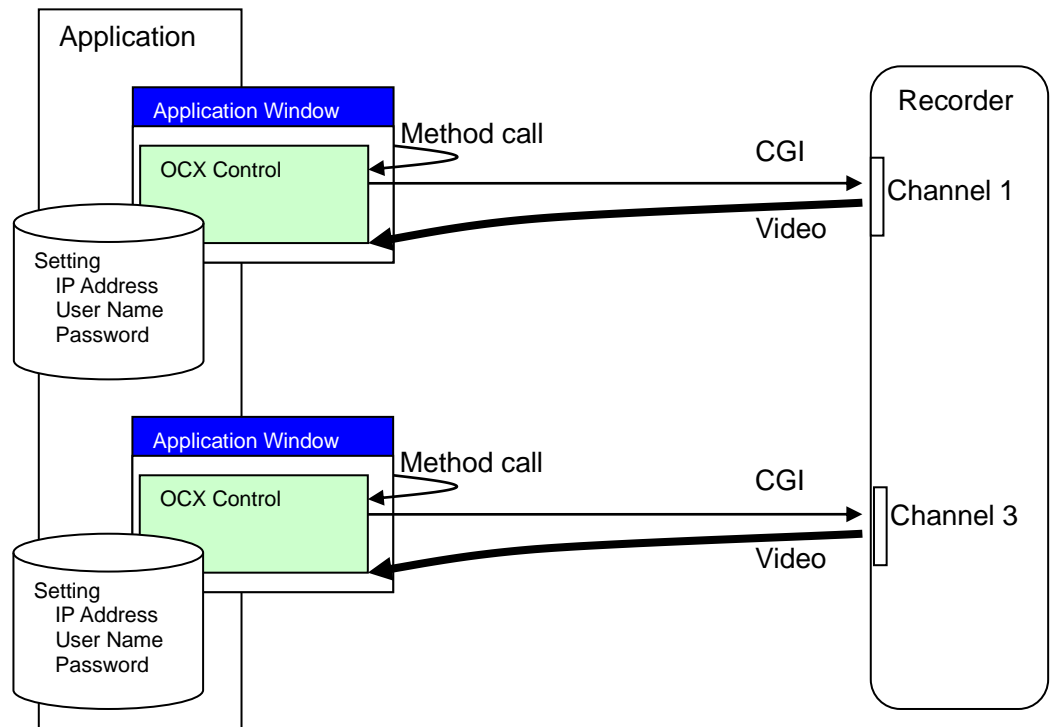 Application
Recorder
Application Window
Method call
OCX Control
CGI
Channel 1
Video
Setting
IP Address
User Name
Password
Application Window
Method call
OCX Control
CGI
Channel 3
Video
Setting
IP Address
User Name
Password